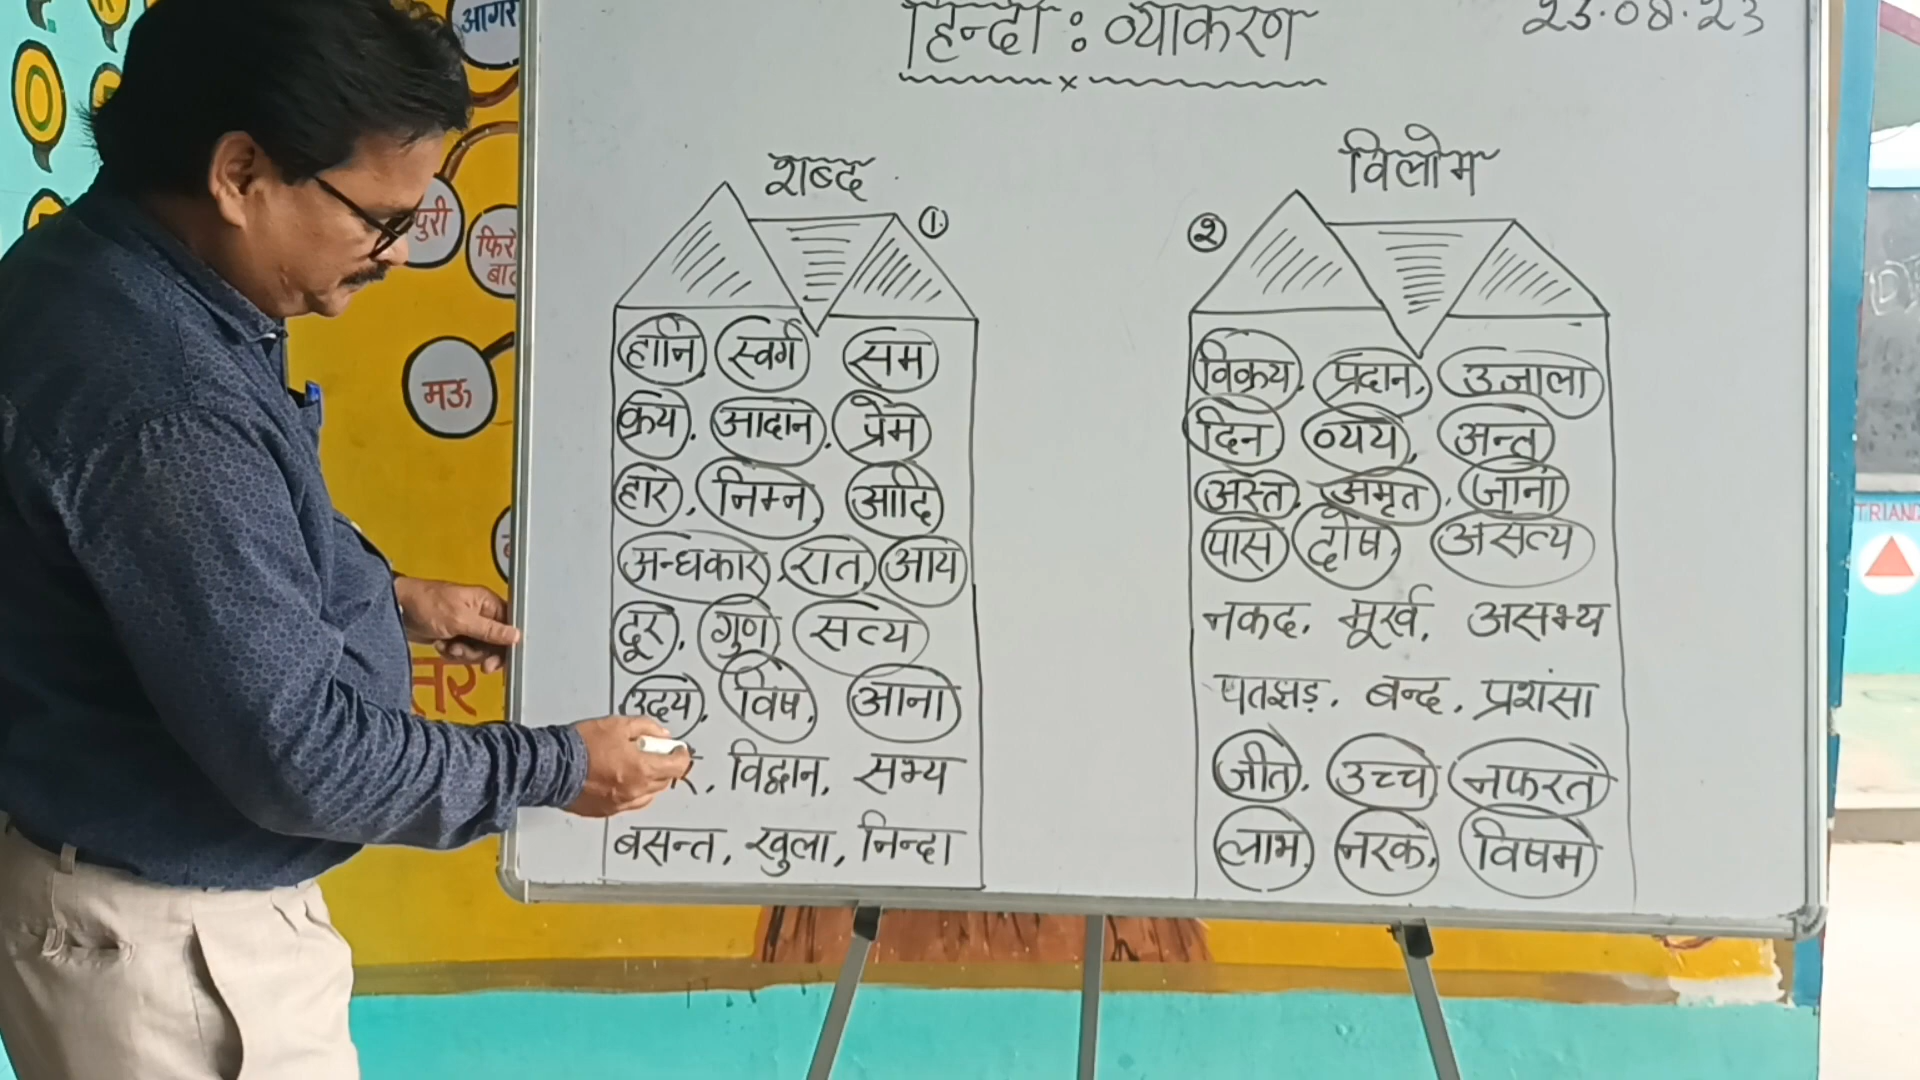 हिन्दी : व्याकरण
23.08.23
शब्द
विलोम
1.
2
हानि स्वर्ग सम
क्रय, आदान, प्रेम
हार, निम्न, आदि
अन्धकार, रात, आय
दूर, गुण सत्य
उदय, विष, आना
विद्वान, सभ्य
बसन्त, खुला, निन्दा
विक्रय, प्रदान, उजाला
दिन व्यय, अन्त
अस्त, अमृत, जाना
पास दोष, असत्य
नकद, मूर्ख, असभ्य
पतझड़, बन्द, प्रशंसा
जीत, उच्च नफरत
लाभ, नरक, विषम
पुरी
मऊ
TRIANG